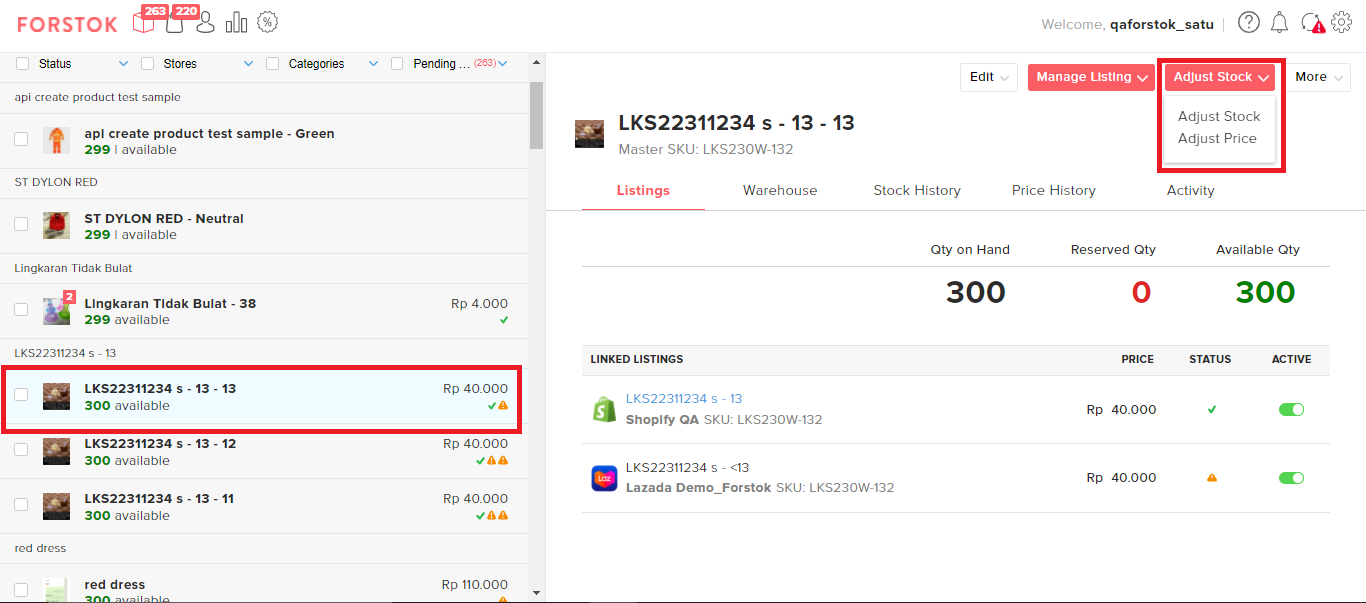 FORSTOK
263
220
Welcome, qaforstok_satu
Status
Stores
Categories
Pending ... (263)
api create product test sample
api create product test sample - Green
299 | available
ST DYLON RED
ST DYLON RED - Neutral
299 | available
Lingkaran Tidak Bulat
2
Lingkaran Tidak Bulat - 38
Rp 4.000
299 available
LKS22311234 s - 13
LKS22311234 s - 13 - 13
Rp 40.000
300 available
LKS22311234 s - 13 - 12
Rp 40.000
300 available
LKS22311234 s - 13 - 11
Rp 40.000
300 available
red dress
red dress
Rp 110.000
300 available
Edit
Manage Listing
Adjust Stock
More
Adjust Stock
Adjust Price
LKS22311234 s - 13 - 13
Master SKU: LKS230W-132
Listings
Warehouse
Stock History
Price History
Activity
Qty on Hand
Reserved Qty
Available Qty
300
0
300
LINKED LISTINGS
PRICE
STATUS
ACTIVE
LKS22311234 s - 13
Shopify QA SKU: LKS230W-132
Rp 40.000
Laz
LKS22311234 s - <13
Lazada Demo_Forstok SKU: LKS230W-132
Rp 40.000